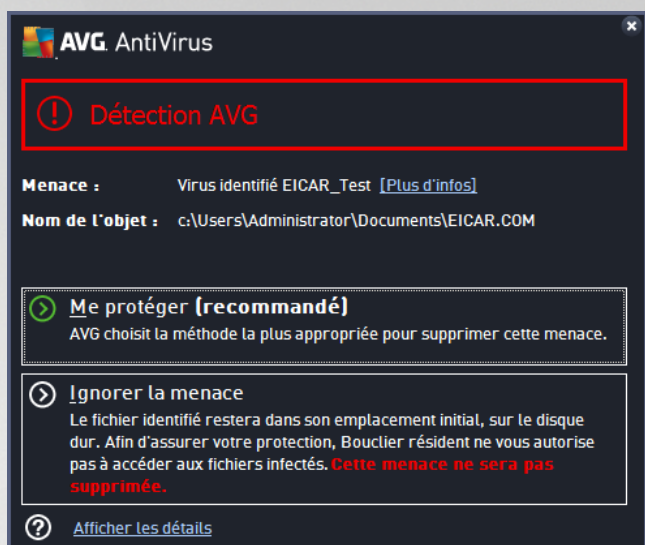 AVG. AntiVirus
Détection AVG
Menace : Virus identifié EICAR_Test [Plus d'infos]
Nom de l'objet : c:\Users\Administrator\Documents\EICAR.COM
Me protéger (recommandé)
AVG choisit la méthode la plus appropriée pour supprimer cette menace.
Ignorer la menace
Le fichier identifié restera dans son emplacement initial, sur le disque
dur. Afin d'assurer votre protection, Bouclier résident ne vous autorise
pas à accéder aux fichiers infectés. Cette menace ne sera pas
supprimée.
Afficher les détails